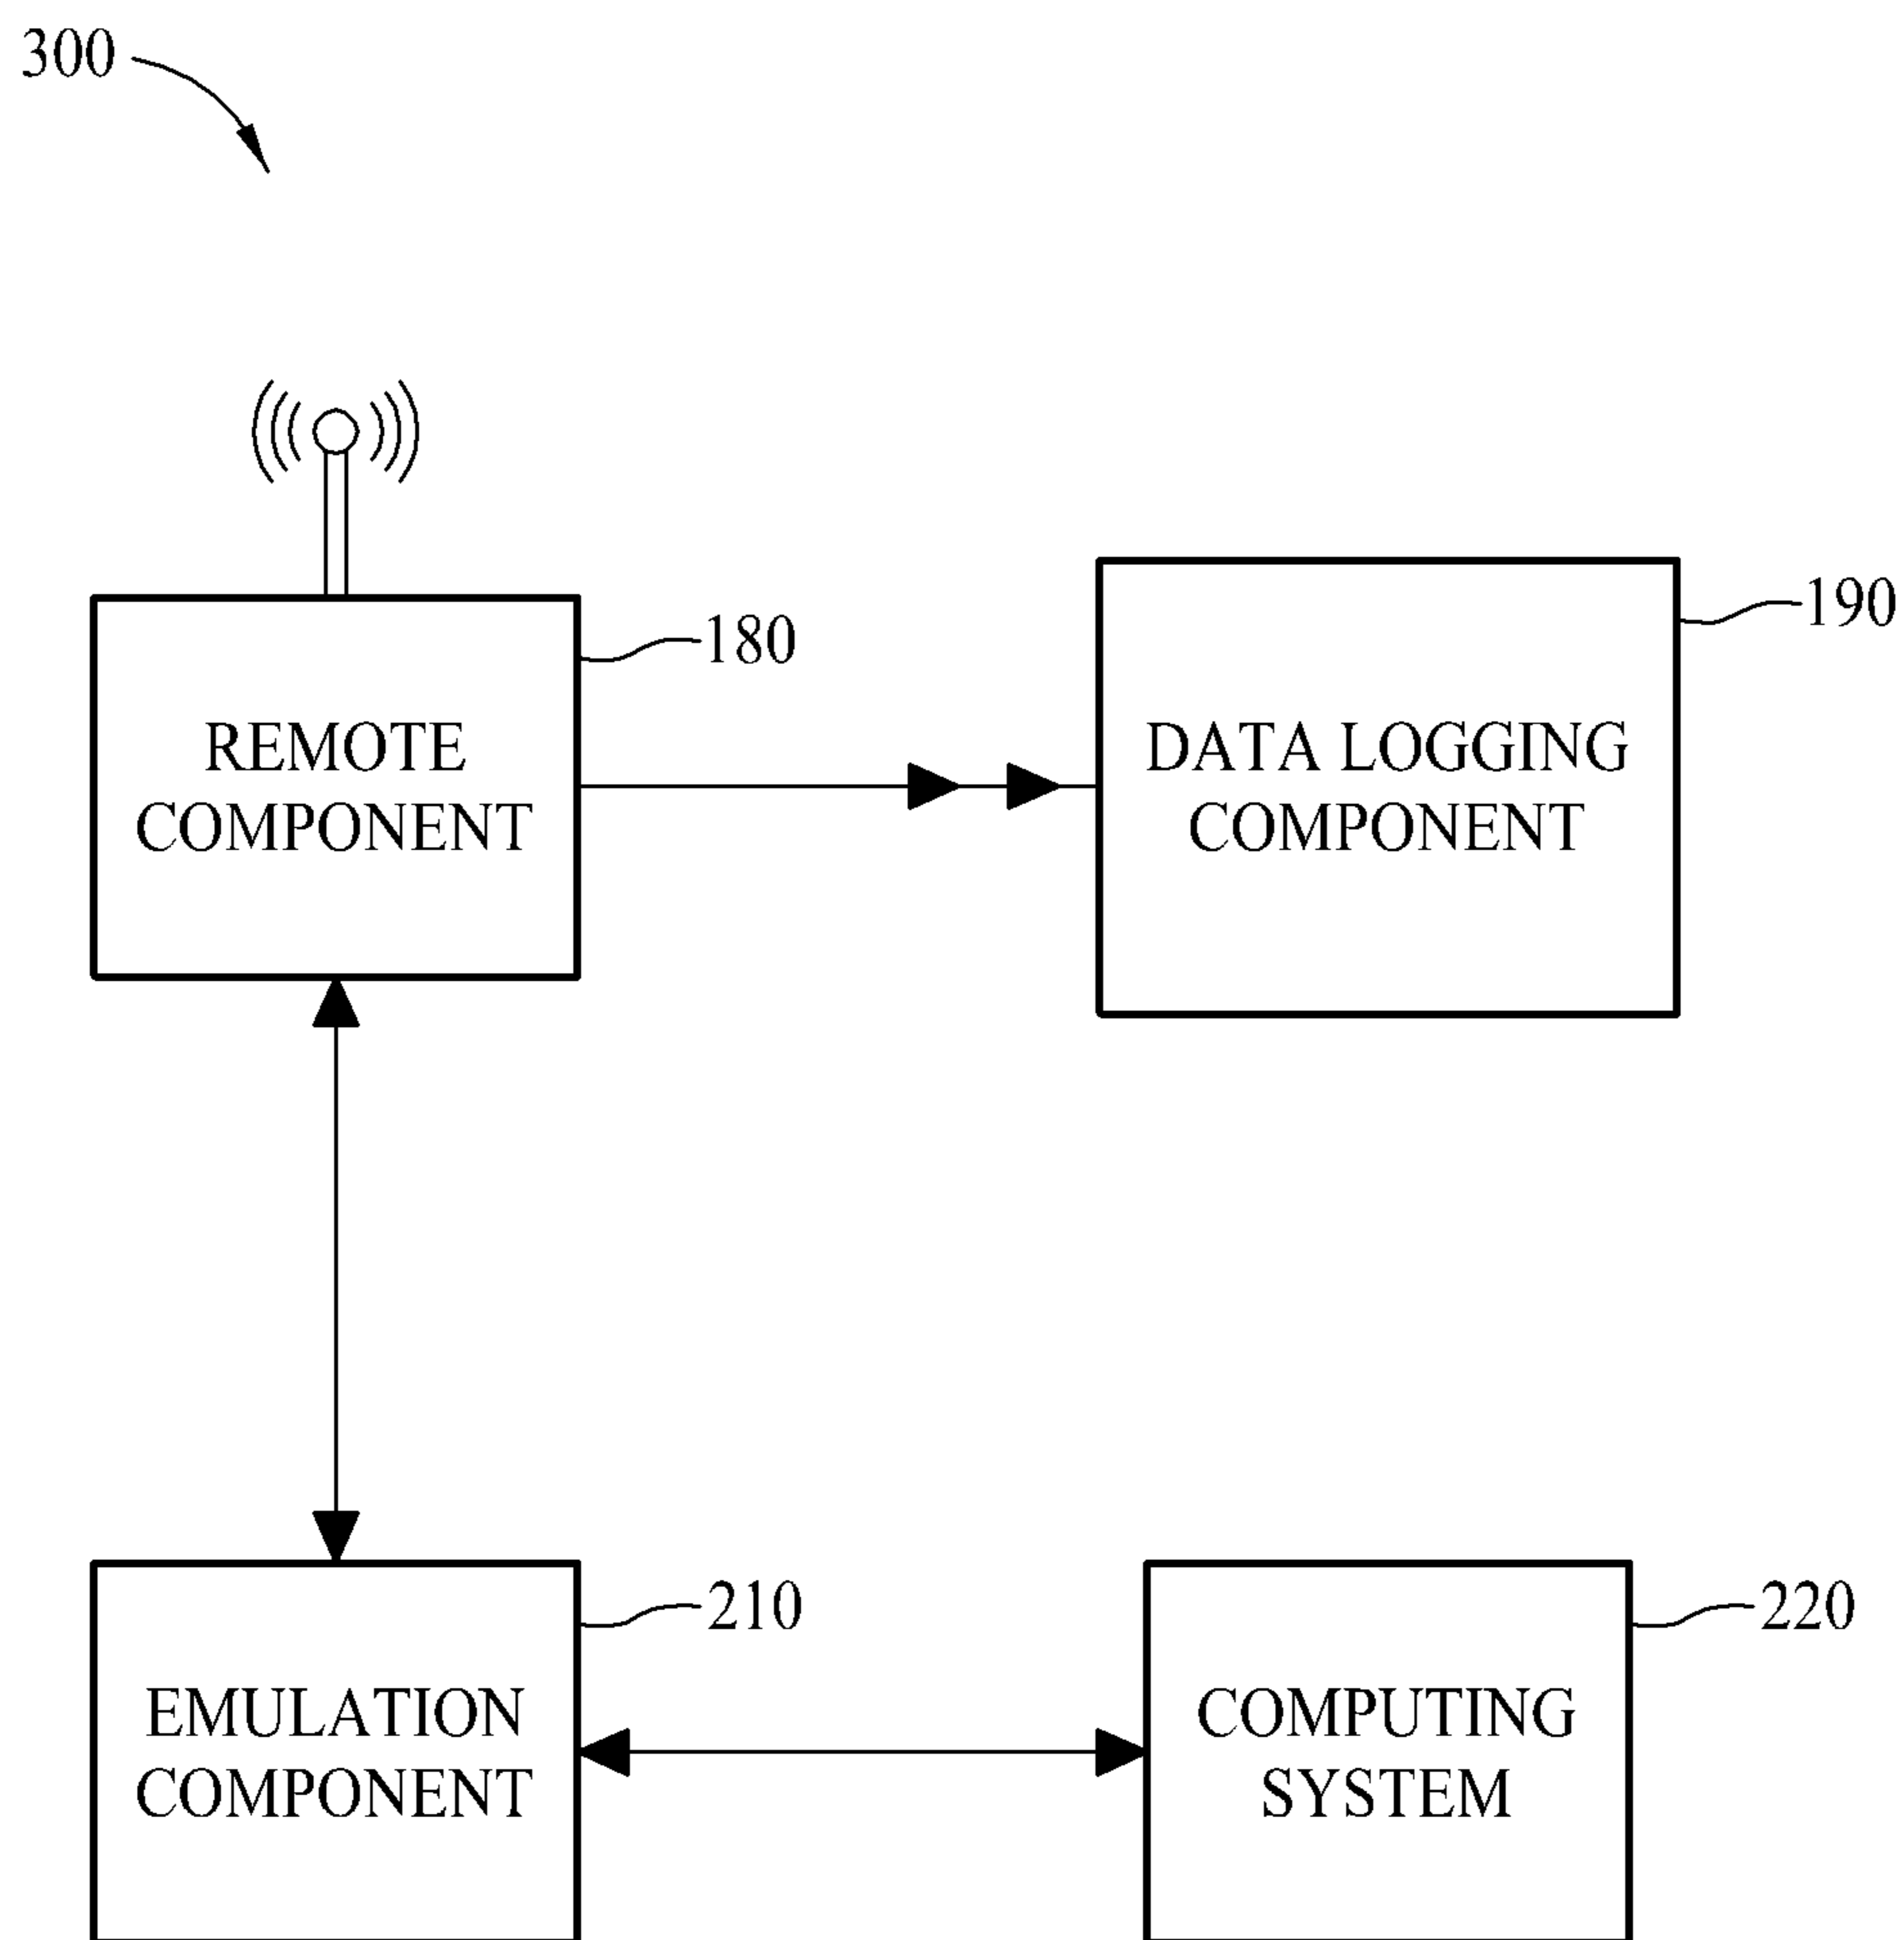 300
180
190
REMOTE
COMPONENT
DATA LOGGING
COMPONENT
210
220
EMULATION
COMPONENT
COMPUTING
SYSTEM